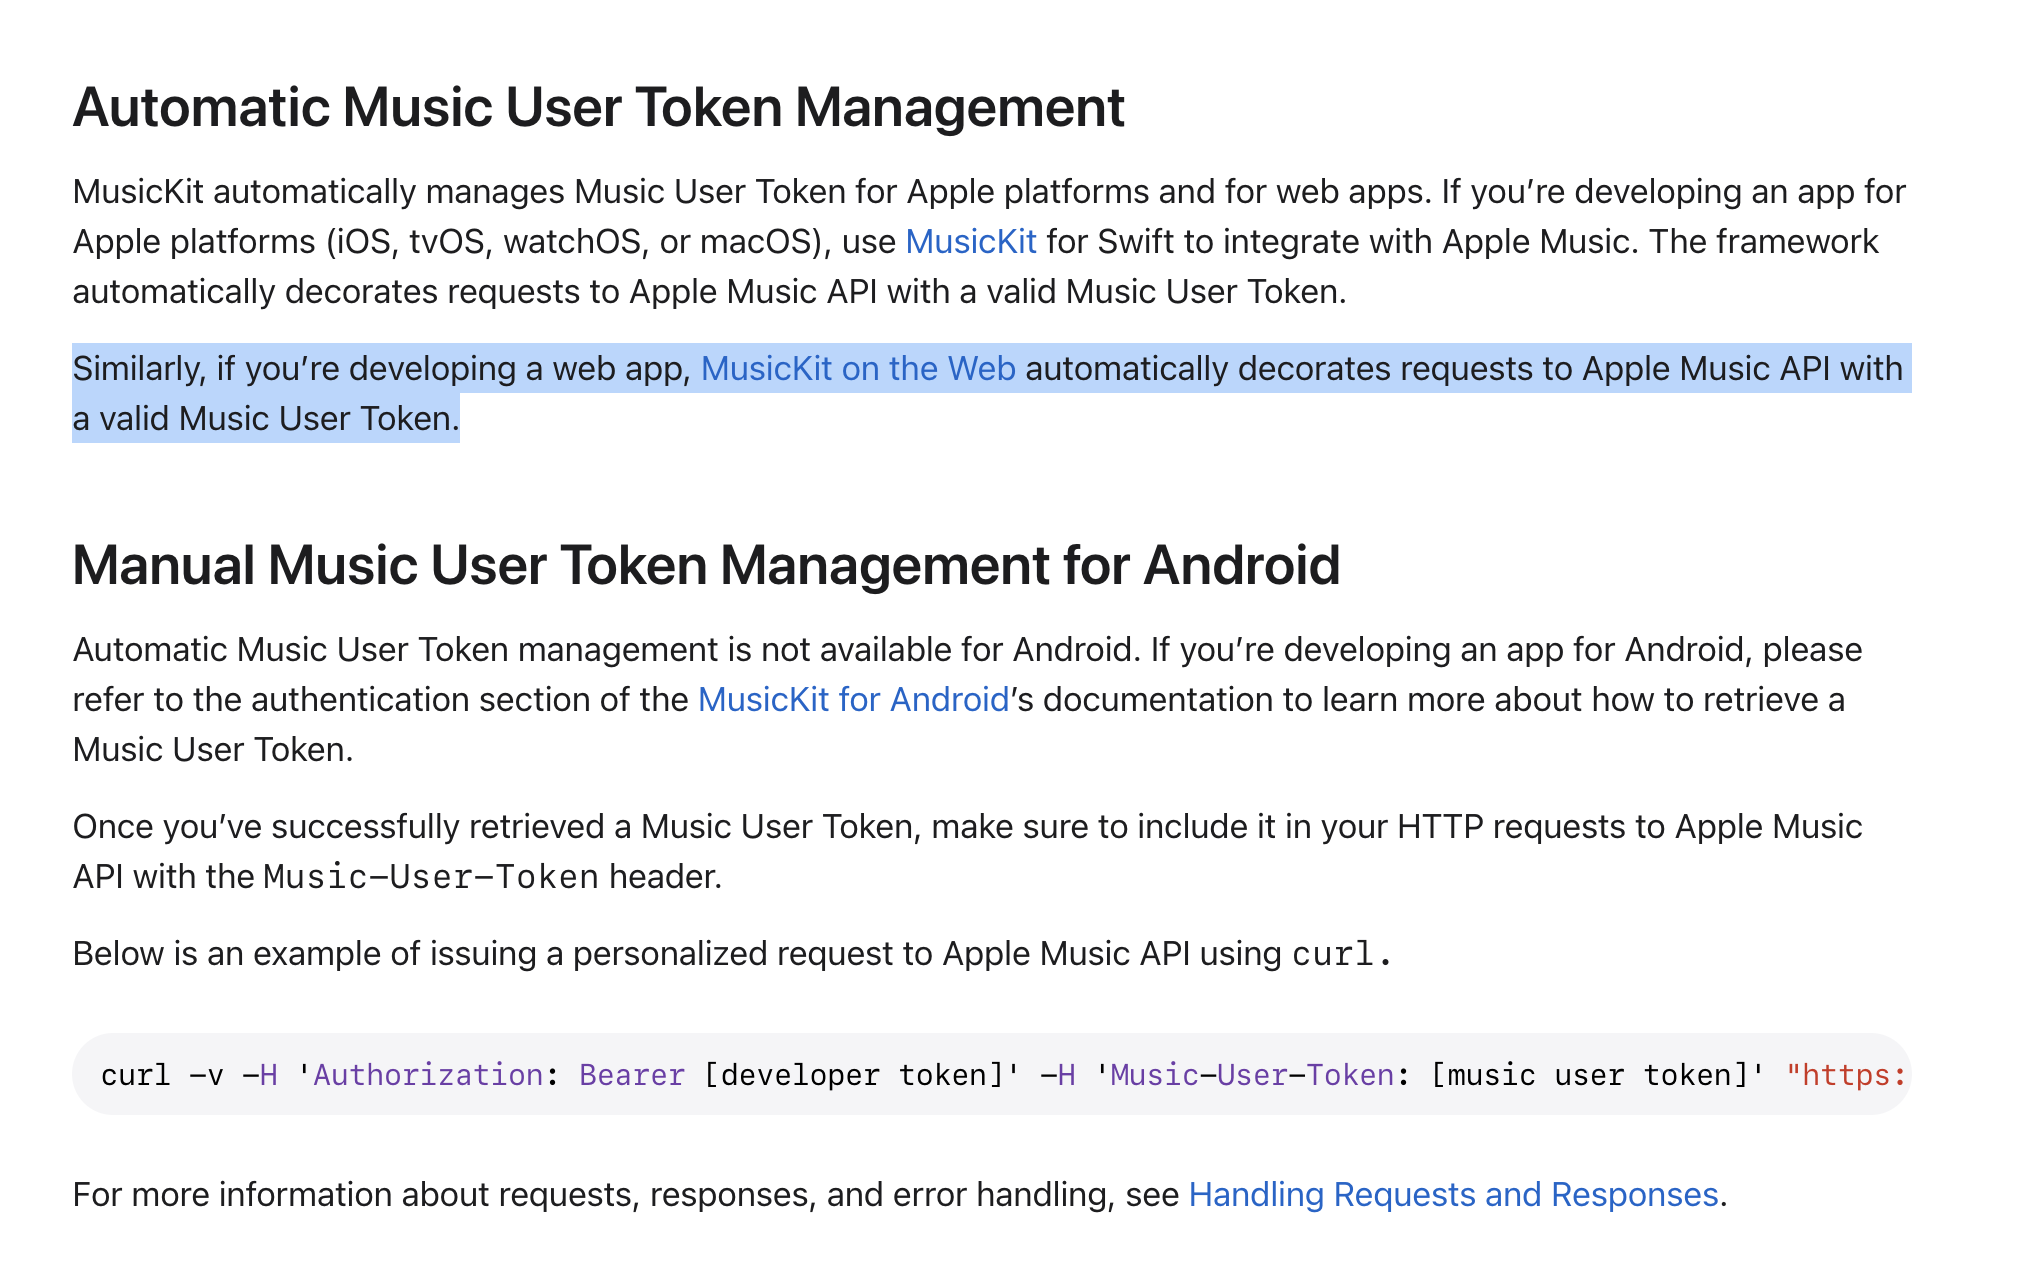 Automatic Music User Token Management
MusicKit automatically manages Music User Token for Apple platforms and for web apps. If you’re developing an app for
Apple platforms (iOS, tvOS, watchOS, or macOS), use MusicKit for Swift to integrate with Apple Music. The framework
automatically decorates requests to Apple Music API with a valid Music User Token.
Similarly, if you’re developing a web app, MusicKit on the Web automatically decorates requests to Apple Music API with
a valid Music User Token.
Manual Music User Token Management for Android
Automatic Music User Token management is not available for Android. If you’re developing an app for Android, please
refer to the authentication section of the MusicKit for Android’s documentation to learn more about how to retrieve a
Music User Token.
Once you’ve successfully retrieved a Music User Token, make sure to include it in your HTTP requests to Apple Music
API with the Music-User-Token header.
Below is an example of issuing a personalized request to Apple Music API using curl.
curl -v -H 'Authorization: Bearer [developer token]' -H 'Music-User-Token: [music user token]' "https:
For more information about requests, responses, and error handling, see Handling Requests and Responses.